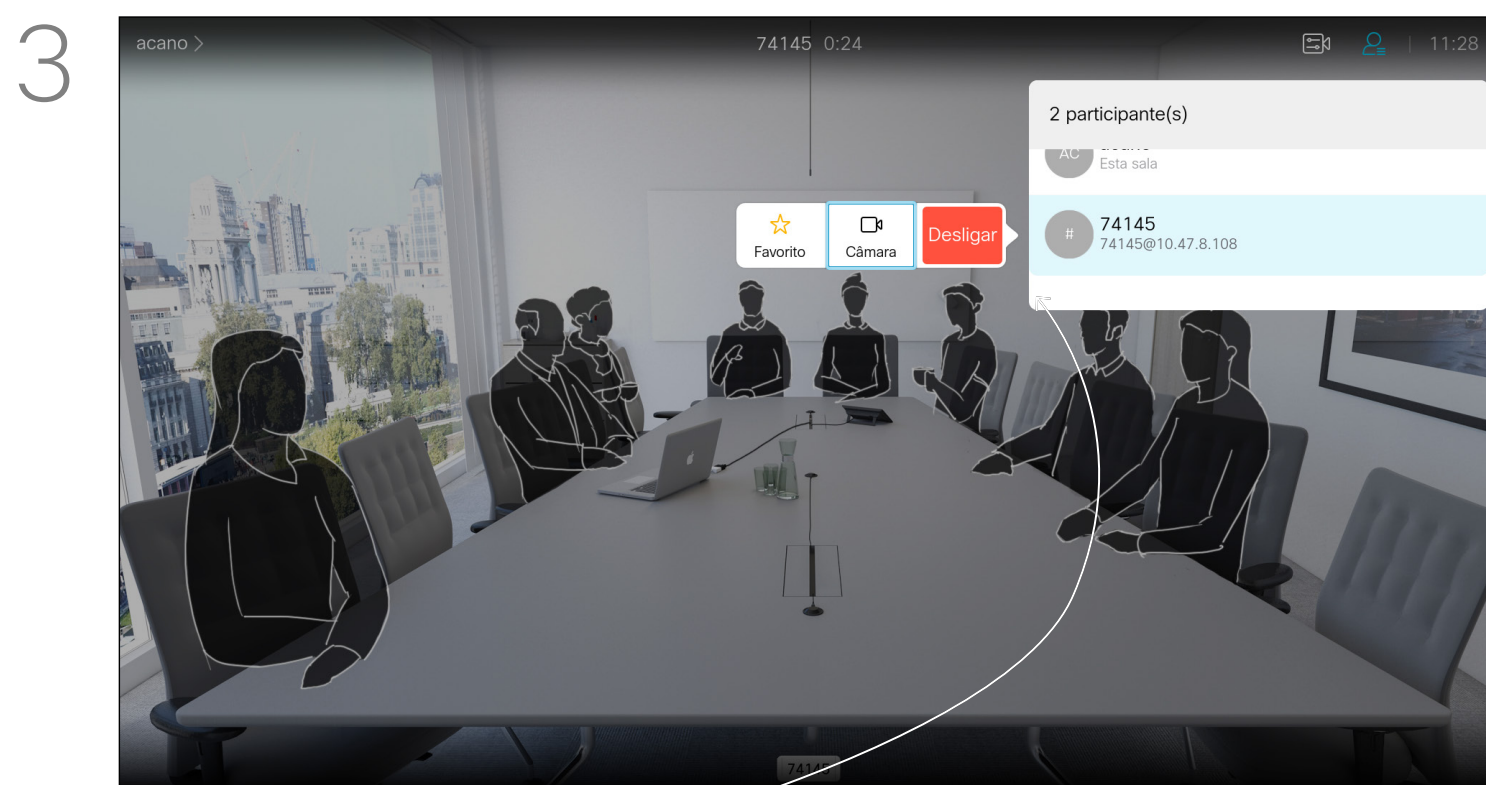 3
acano >
74145 0:24
11:28
2 participante(s)
AC
Esta sala
Favorito
Câmara
Desligar
#
74145
74145@10.47.8.108
74145